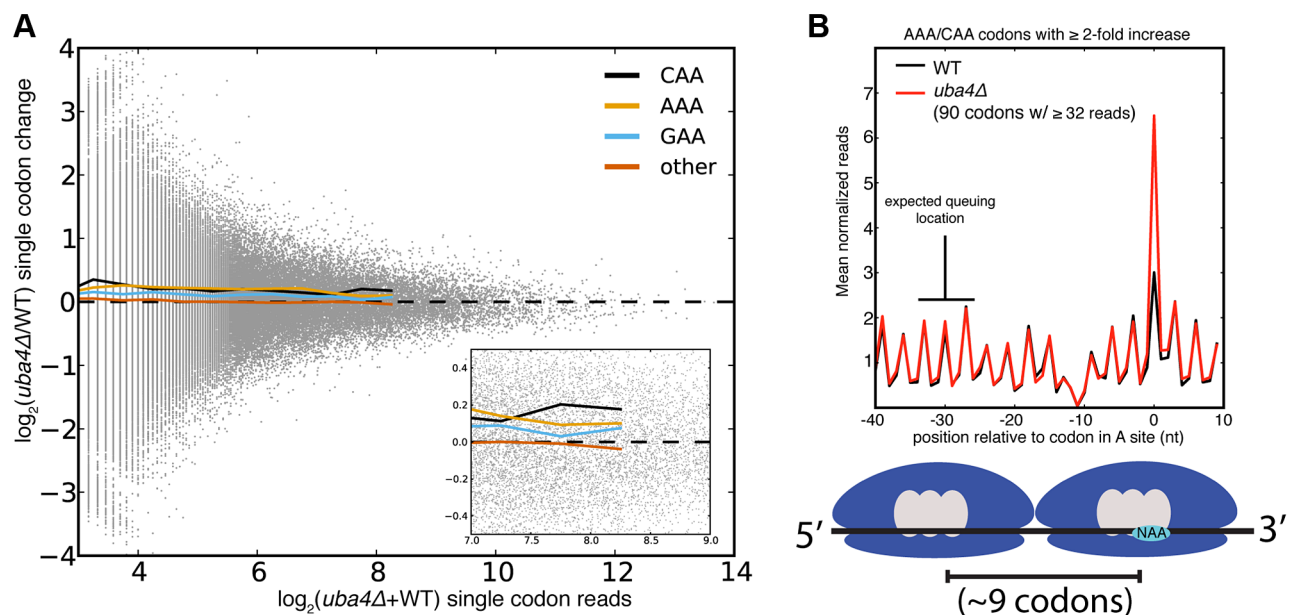 A
log₂(uba4Δ/WT) single codon change
4
3
2
1
0
−1
−2
−3
−4
CAA
AAA
GAA
other
0.4
0.2
0.0
−0.2
−0.4
7.0 7.5 8.0 8.5 9.0
4 6 8 10 12 14
log₂(uba4Δ+WT) single codon reads
B
AAA/CAA codons with ≥ 2-fold increase
WT
uba4Δ
(90 codons w/ ≥ 32 reads)
expected queuing
location
Mean normalized reads
7
6
5
4
3
2
1
-40 -30 -20 -10 0 10
position relative to codon in A site (nt)
5′ NAA 3′
(~9 codons)